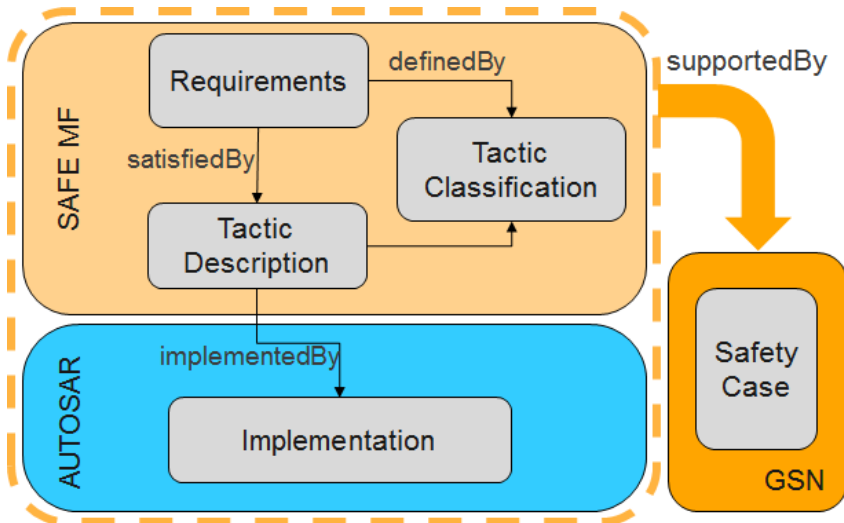 Requirements
definedBy
supportedBy
SAFE MF
satisfiedBy
Tactic
Classification
Tactic
Description
implementedBy
AUTOSAR
Implementation
Safety
Case
GSN